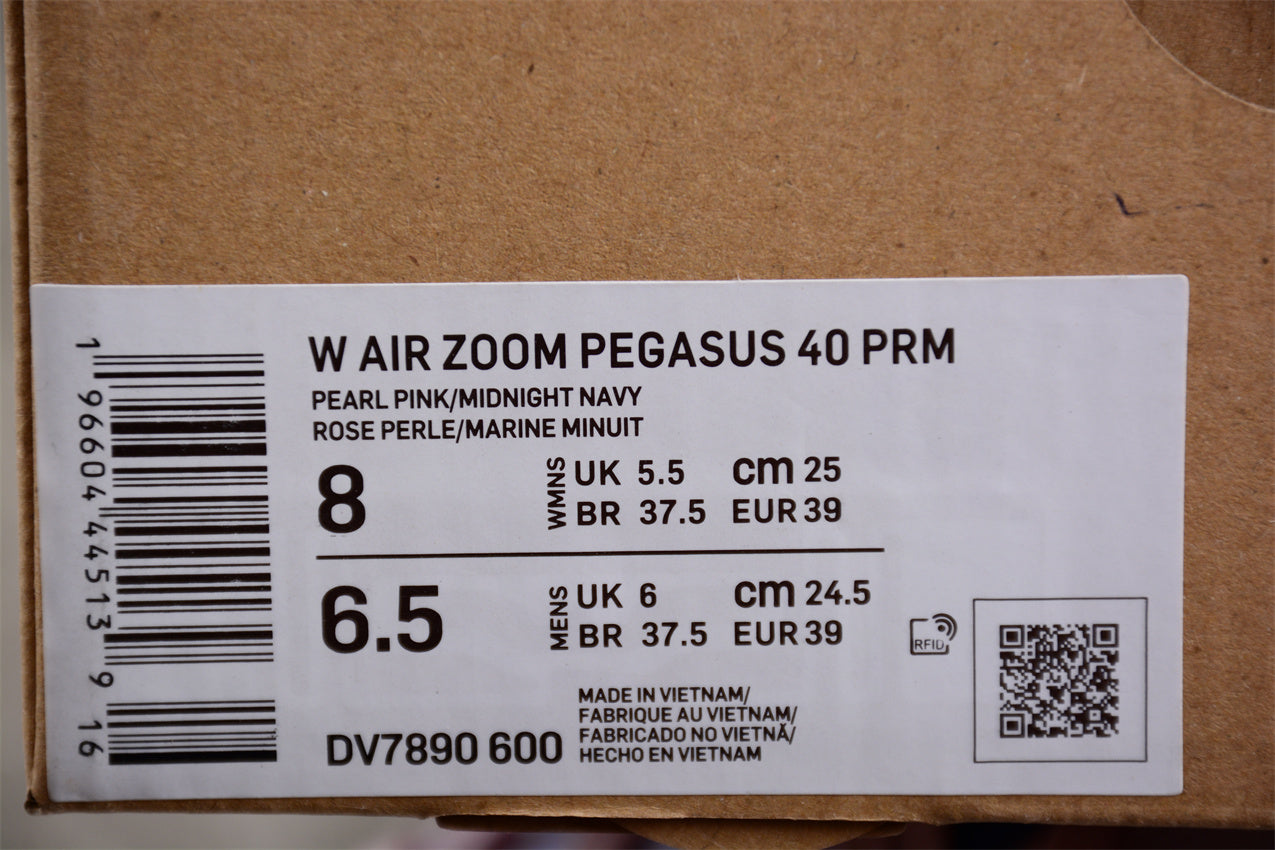 W AIR ZOOM PEGASUS 40 PRM
PEARL PINK/MIDNIGHT NAVY
ROSE PERLE/MARINE MINUIT
8 WMNS UK 5.5 cm 25
BR 37.5 EUR 39
6.5 MENS UK 6 cm 24.5
BR 37.5 EUR 39
RFID
MADE IN VIETNAM/
FABRIQUE AU VIETNAM/
FABRICADO NO VIETNÃ/
HECHO EN VIETNAM
DV7890 600
1 96604 44513 9 16